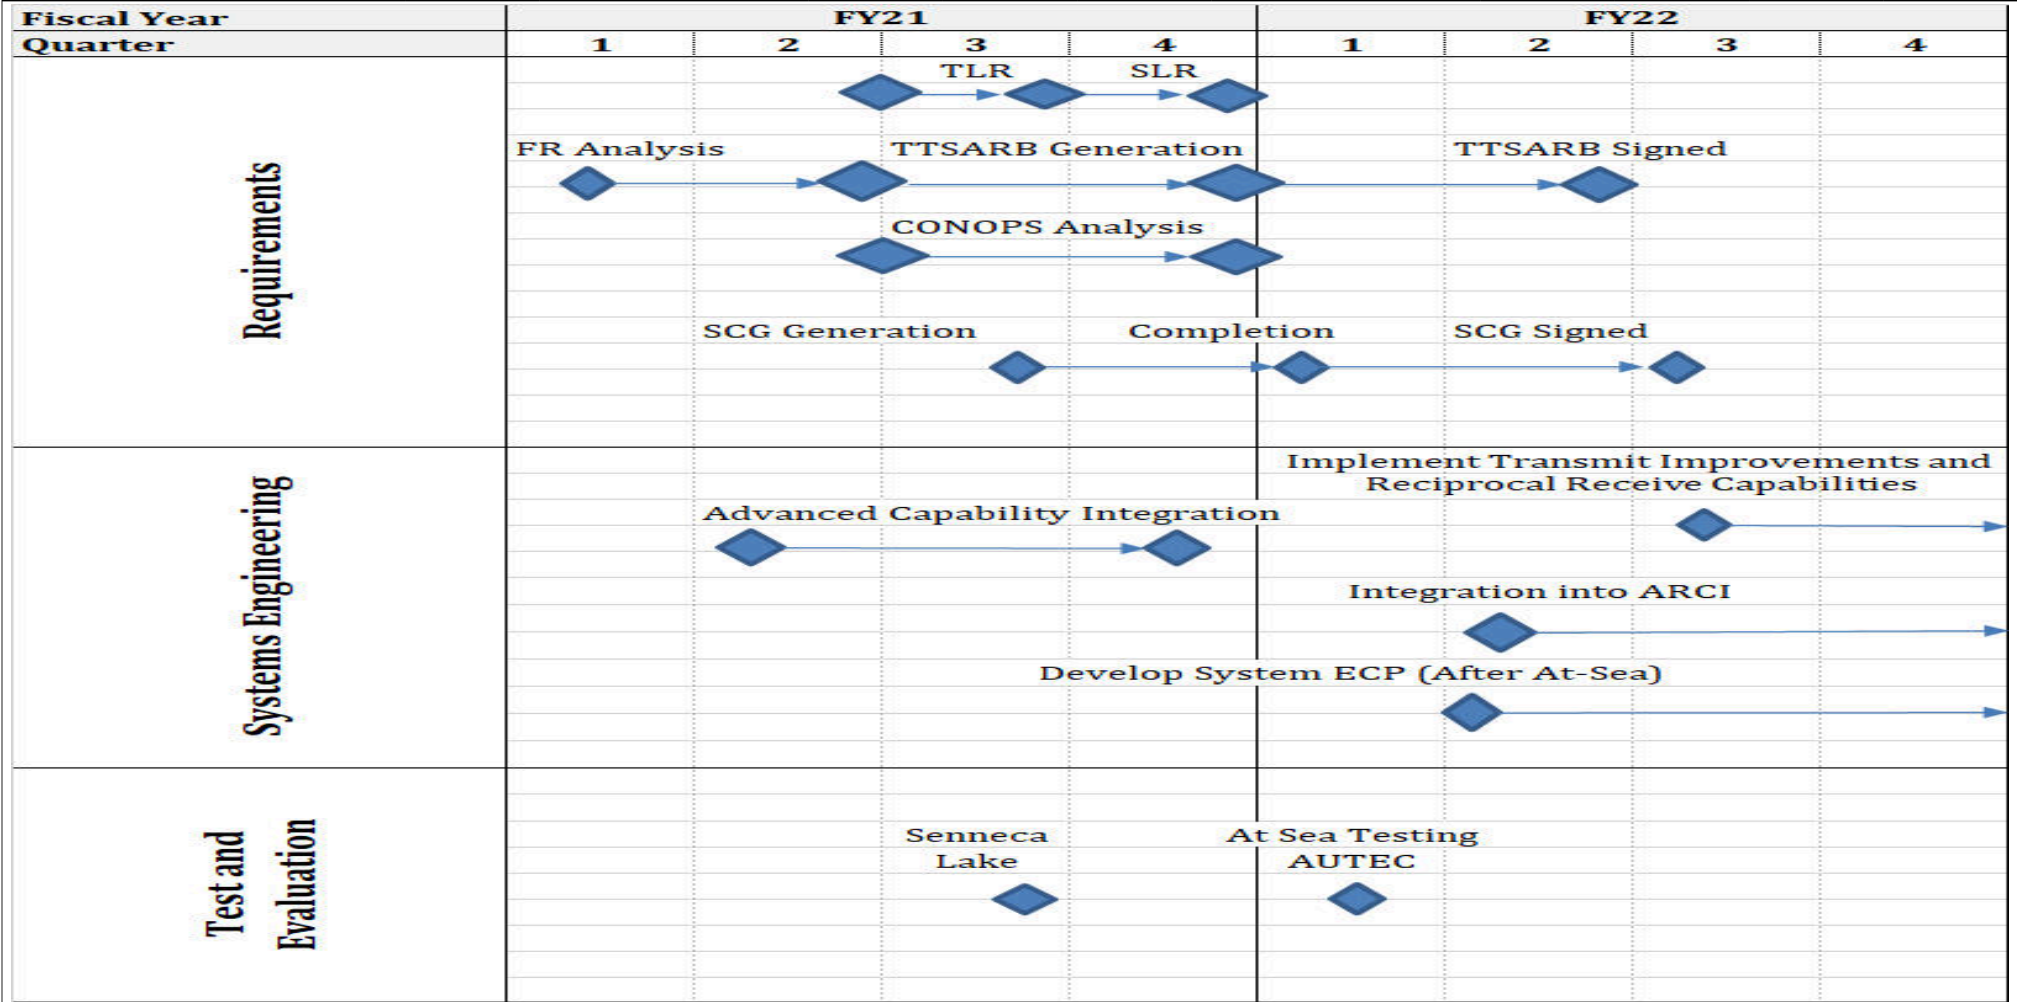 Fiscal Year FY21 FY22
Quarter 1 2 3 4 1 2 3 4
Requirements
TLR SLR
FR Analysis TTSARB Generation TTSARB Signed
CONOPS Analysis
SCG Generation Completion SCG Signed
Systems Engineering
Implement Transmit Improvements and
Reciprocal Receive Capabilities
Advanced Capability Integration
Integration into ARCI
Develop System ECP (After At-Sea)
Test and
Evaluation
Senneca At Sea Testing
Lake AUTEC